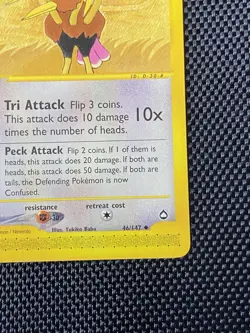 Tri Attack Flip 3 coins.
This attack does 10 damage 10x
times the number of heads.
Peck Attack Flip 2 coins. If 1 of them is
heads, this attack does 20 damage. If both are
heads, this attack does 50 damage. If both are
tails, the Defending Pokémon is now
Confused.
resistance retreat cost
Illus. Yukiko Baba 46/147